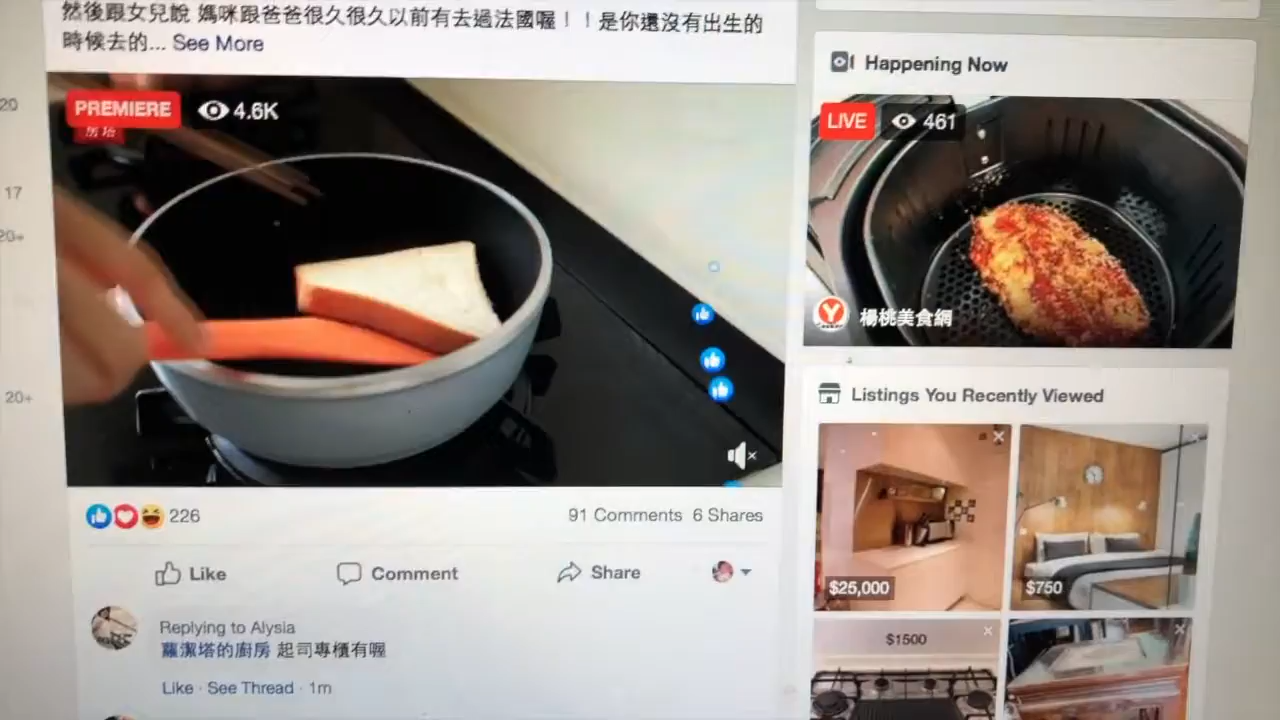 然後跟女兒說 媽咪跟爸爸很久很久以前有去過法國喔！！是你還沒有出生的
時候去的... See More
PREMIERE 4.6K
房塔
20
17
20+
20+
226
91 Comments 6 Shares
Like Comment Share
Replying to Alysia
蘿潔塔的廚房 起司專櫃有喔
Like · See Thread · 1m
Happening Now
LIVE 461
楊桃美食網
Listings You Recently Viewed
$25,000
$750
$1500